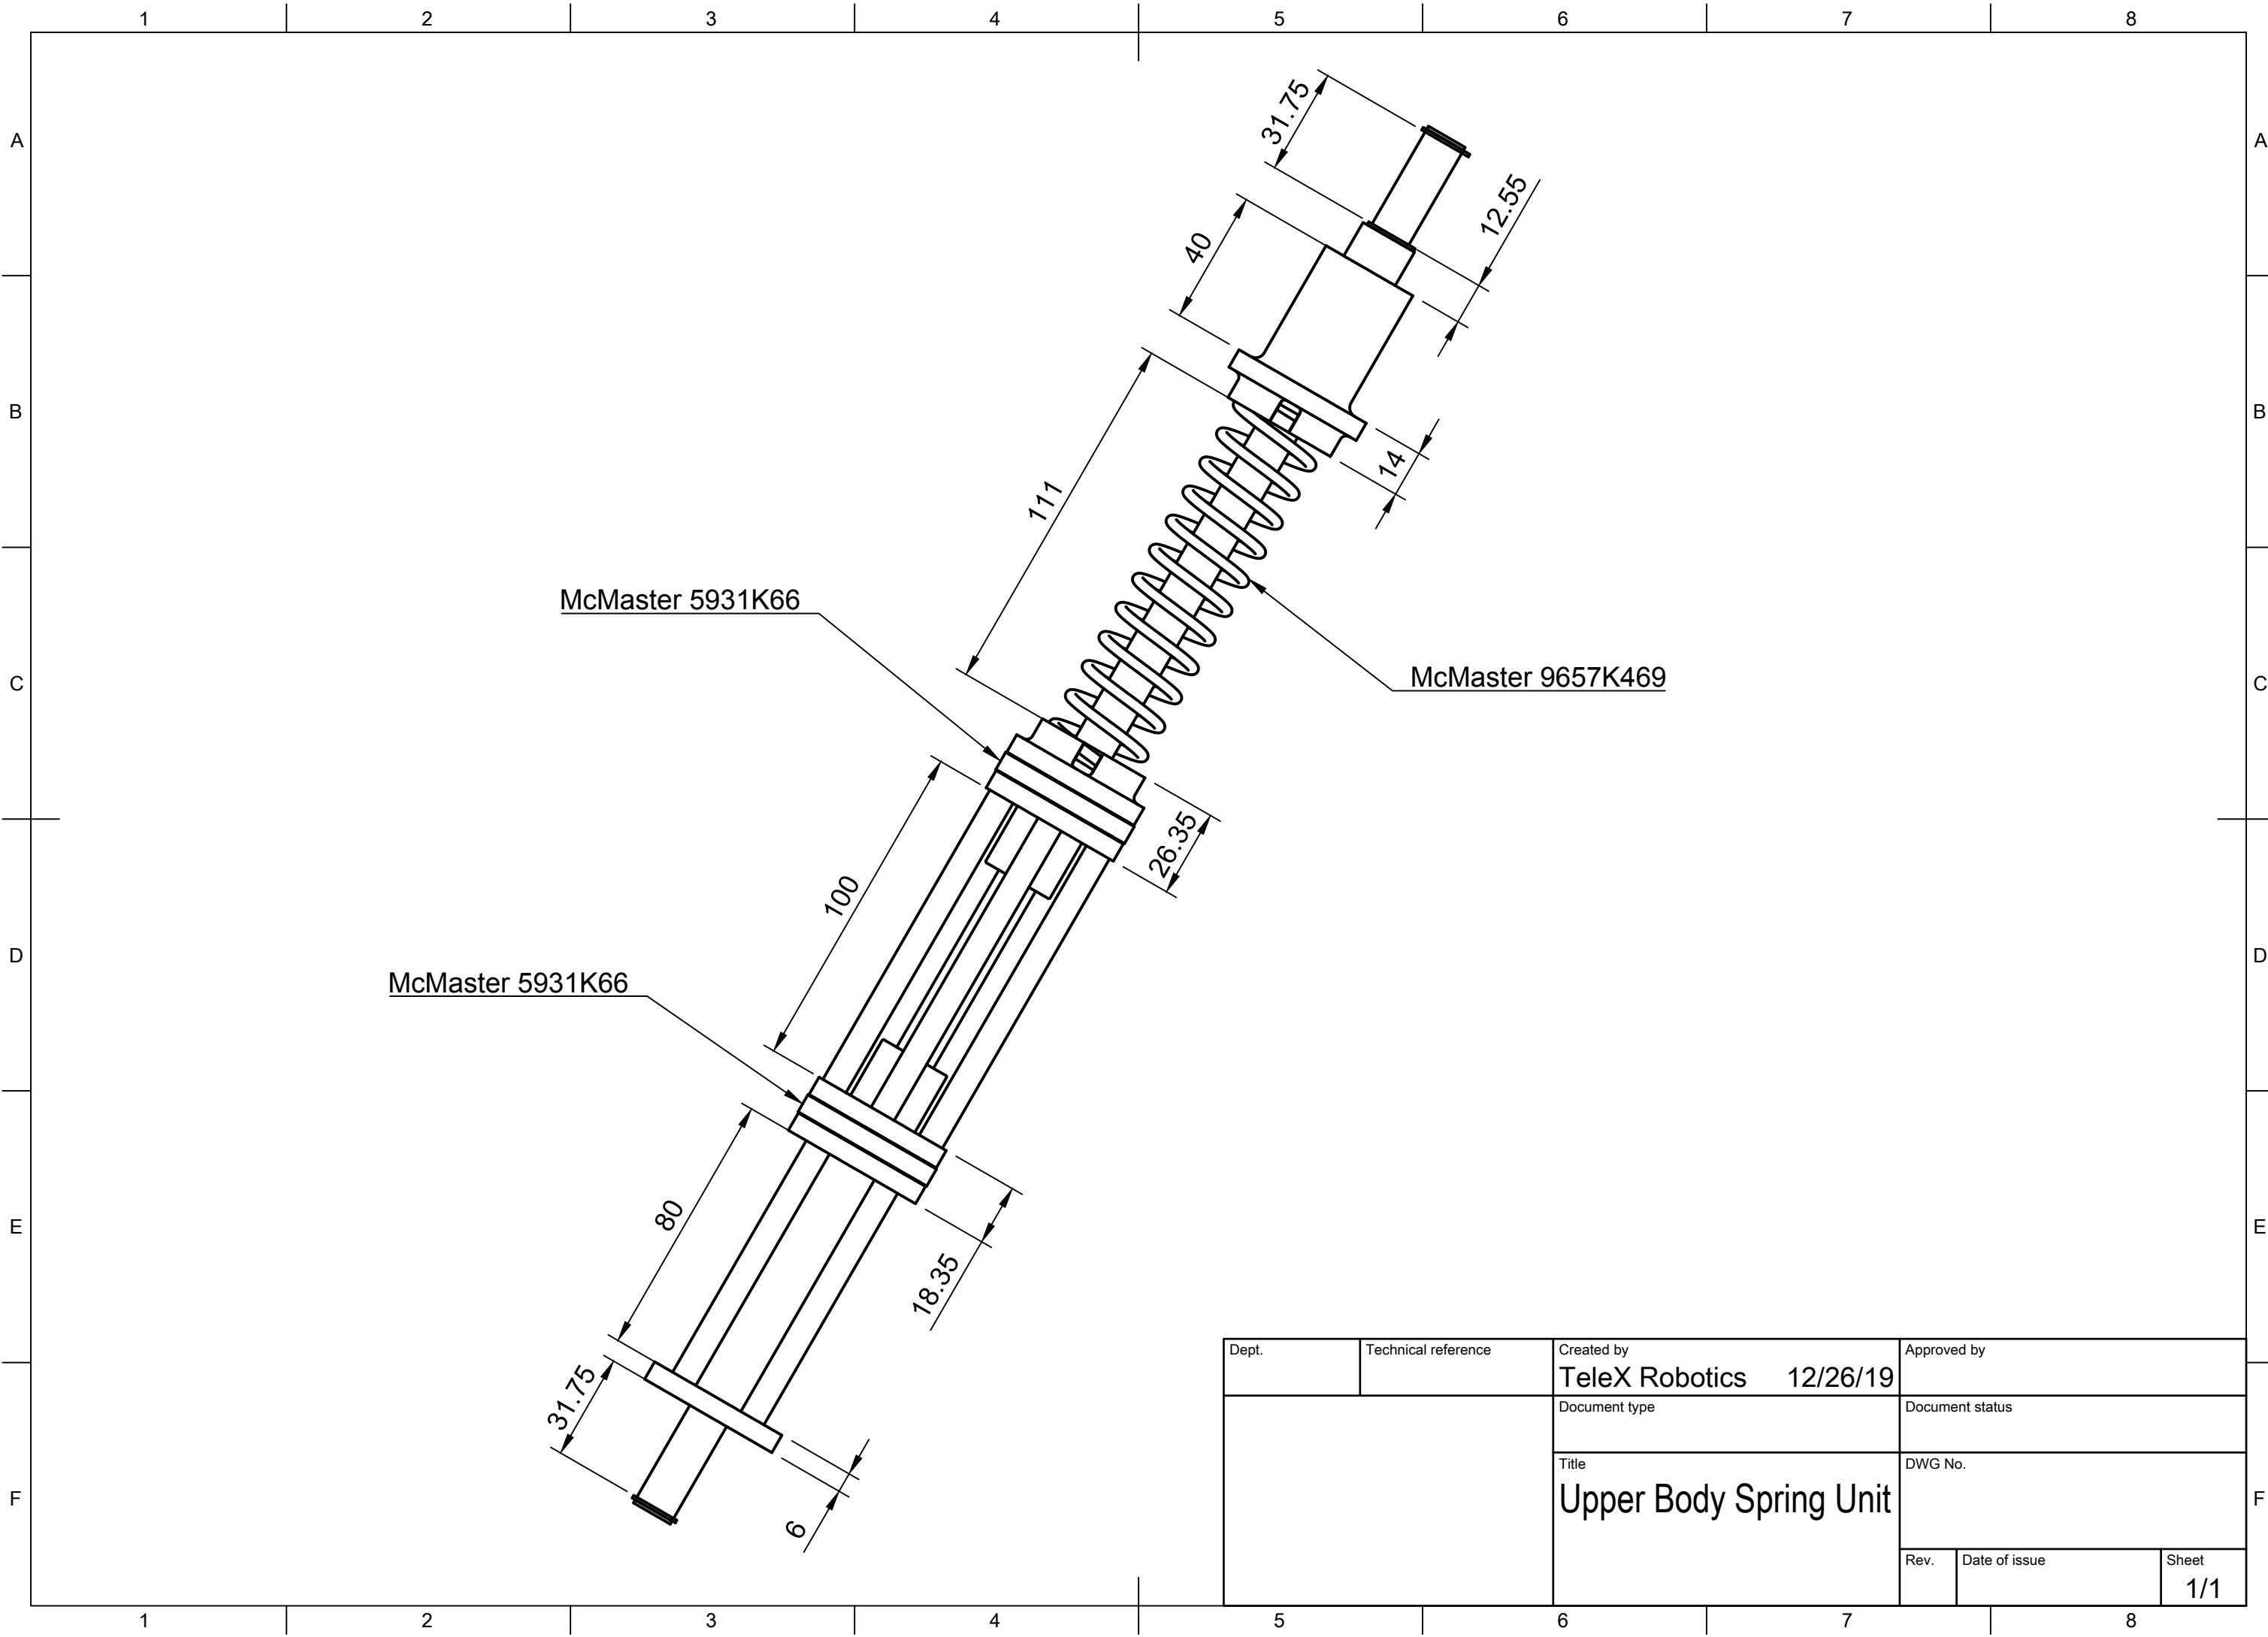 1 2 3 4 5 6 7 8
A A
31.75
12.55
40
B B
111
14
McMaster 5931K66
McMaster 9657K469
C C
26.35
100
D D
McMaster 5931K66
80
E E
18.35
31.75
6
F F
Dept.
Technical reference
Created by
TeleX Robotics 12/26/19
Approved by
Document type
Document status
Title
Upper Body Spring Unit
DWG No.
Rev.
Date of issue
Sheet
1/1
1 2 3 4 5 6 7 8